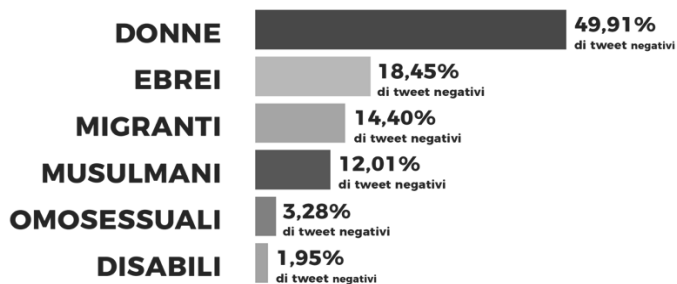 DONNE
49,91%
di tweet negativi
EBREI
18,45%
di tweet negativi
MIGRANTI
14,40%
di tweet negativi
MUSULMANI
12,01%
di tweet negativi
OMOSESSUALI
3,28%
di tweet negativi
DISABILI
1,95%
di tweet negativi